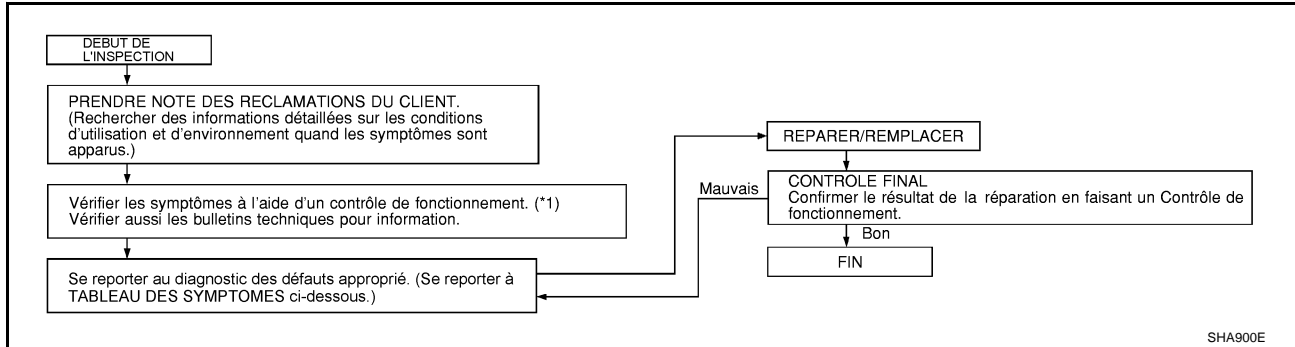 DEBUT DE
L'INSPECTION
PRENDRE NOTE DES RECLAMATIONS DU CLIENT.
(Rechercher des informations détaillées sur les conditions
d'utilisation et d'environnement quand les symptômes sont
apparus.)
Vérifier les symptômes à l'aide d'un contrôle de fonctionnement. (*1)
Vérifier aussi les bulletins techniques pour information.
Se reporter au diagnostic des défauts approprié. (Se reporter à
TABLEAU DES SYMPTOMES ci-dessous.)
REPARER/REMPLACER
Mauvais
CONTROLE FINAL
Confirmer le résultat de la réparation en faisant un Contrôle de
fonctionnement.
Bon
FIN
SHA900E